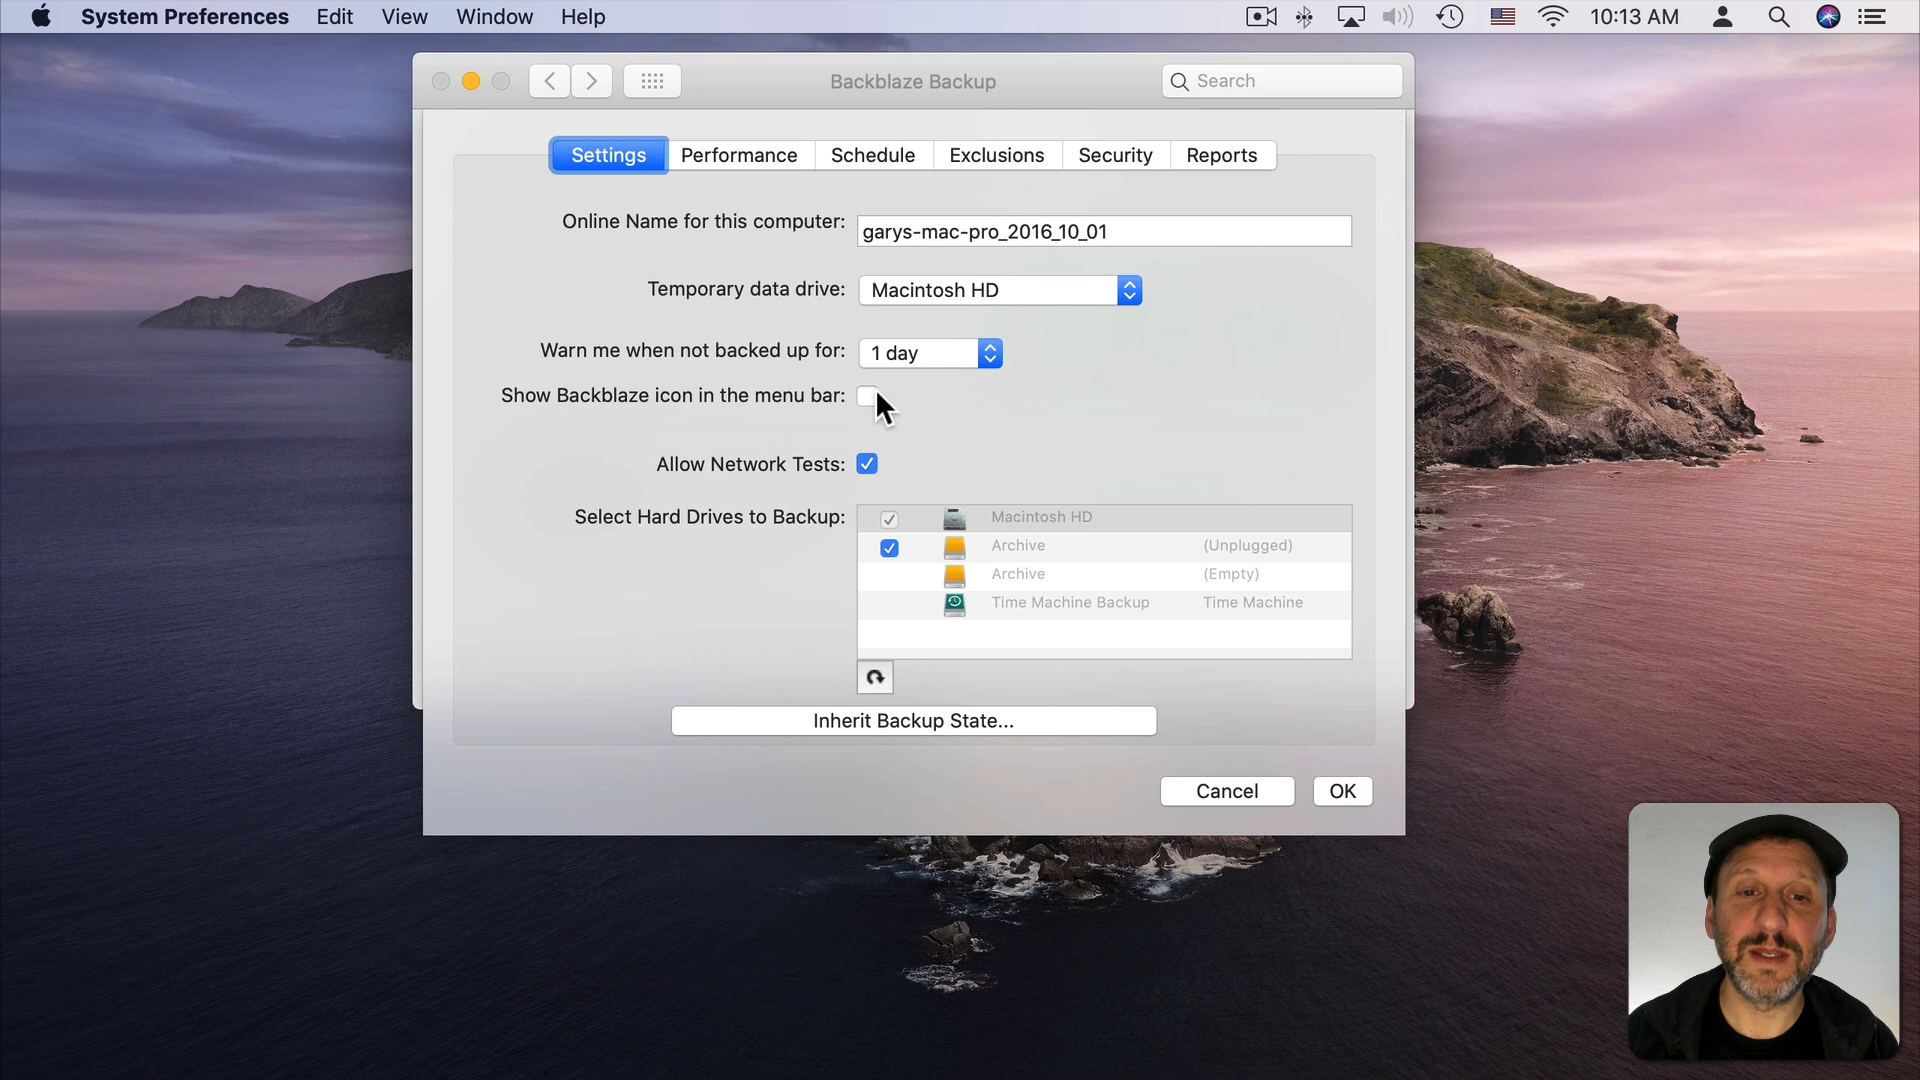 System Preferences Edit View Window Help 10:13 AM
Backblaze Backup Search
Settings Performance Schedule Exclusions Security Reports
Online Name for this computer: garys-mac-pro_2016_10_01
Temporary data drive: Macintosh HD
Warn me when not backed up for: 1 day
Show Backblaze icon in the menu bar:
Allow Network Tests:
Select Hard Drives to Backup: Macintosh HD
Archive (Unplugged)
Archive (Empty)
Time Machine Backup Time Machine
Inherit Backup State...
Cancel OK